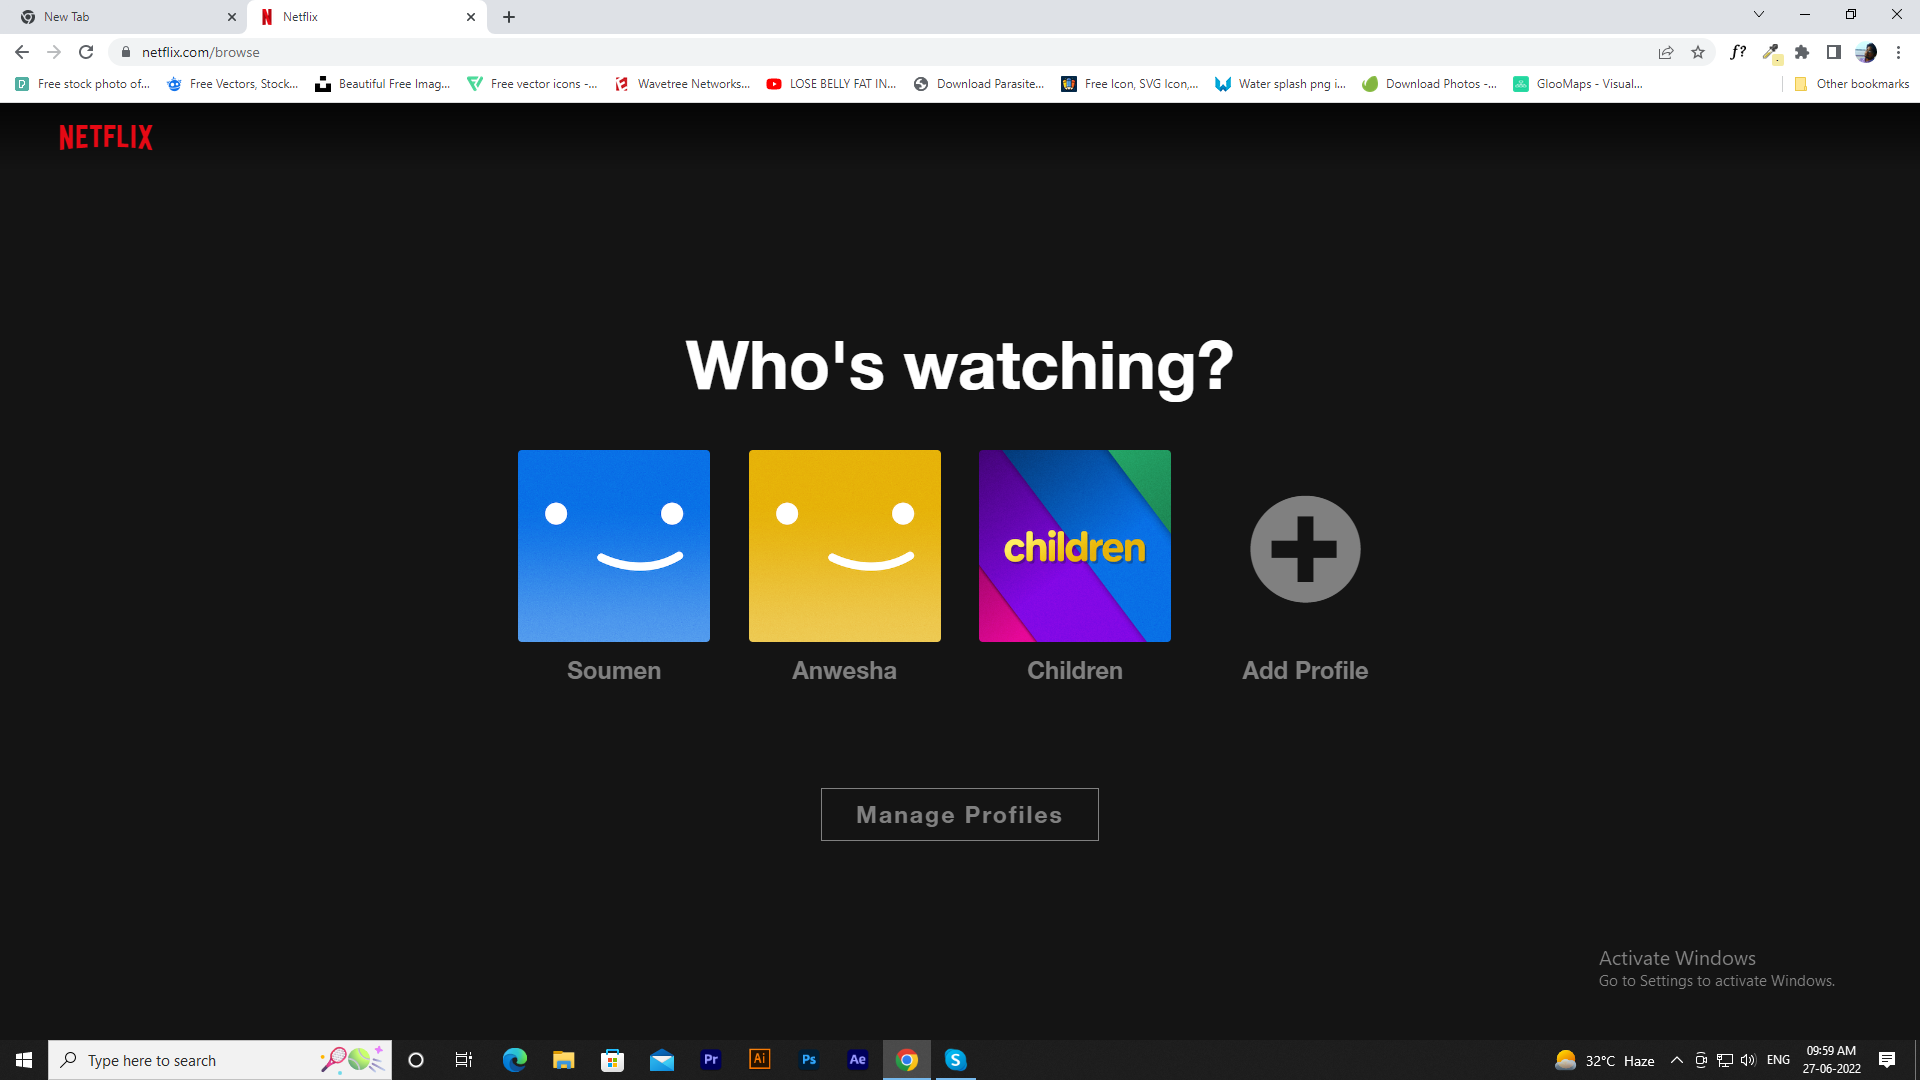 New Tab
Netflix
netflix.com/browse
f?
Free stock photo of...
Free Vectors, Stock...
Beautiful Free Imag...
Free vector icons -...
Wavetree Networks...
LOSE BELLY FAT IN...
Download Parasite...
Free Icon, SVG Icon,...
Water splash png i...
Download Photos -...
GlooMaps - Visual...
Other bookmarks
NETFLIX
Who's watching?
children
Soumen
Anwesha
Children
Add Profile
Manage Profiles
Activate Windows
Go to Settings to activate Windows.
Type here to search
Pr
Ai
Ps
Ae
S
32°C Haze
ENG
09:59 AM
27-06-2022